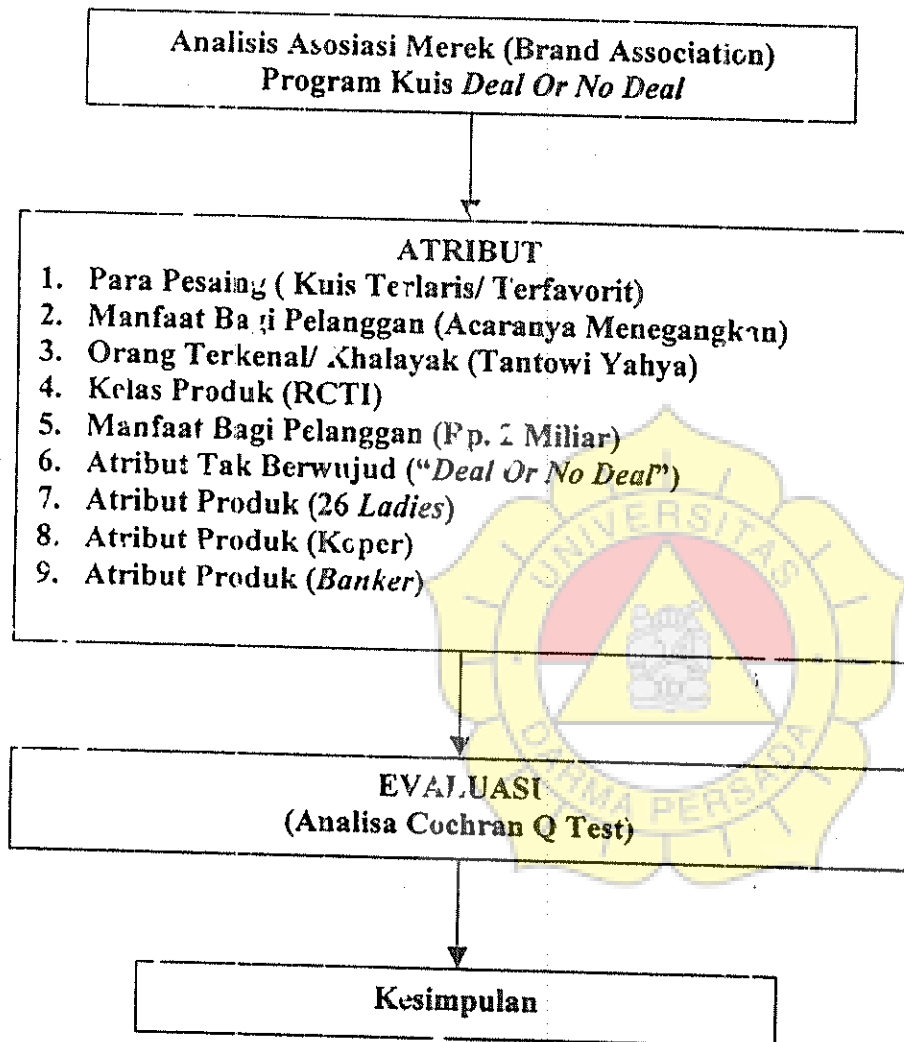 Analisis Asosiasi Merek (Brand Association)
Program Kuis Deal Or No Deal
ATRIBUT
1. Para Pesaing ( Kuis Terlaris/ Terfavorit)
2. Manfaat Bagi Pelanggan (Acaranya Menegangkan)
3. Orang Terkenal/ Khalayak (Tantowi Yahya)
4. Kelas Produk (RCTI)
5. Manfaat Bagi Pelanggan (Rp. 2 Miliar)
6. Atribut Tak Berwujud (“Deal Or No Deal”)
7. Atribut Produk (26 Ladies)
8. Atribut Produk (Koper)
9. Atribut Produk (Banker)
UNIVERSITAS
DARMA PERSADA
EVALUASI
(Analisa Cochran Q Test)
Kesimpulan